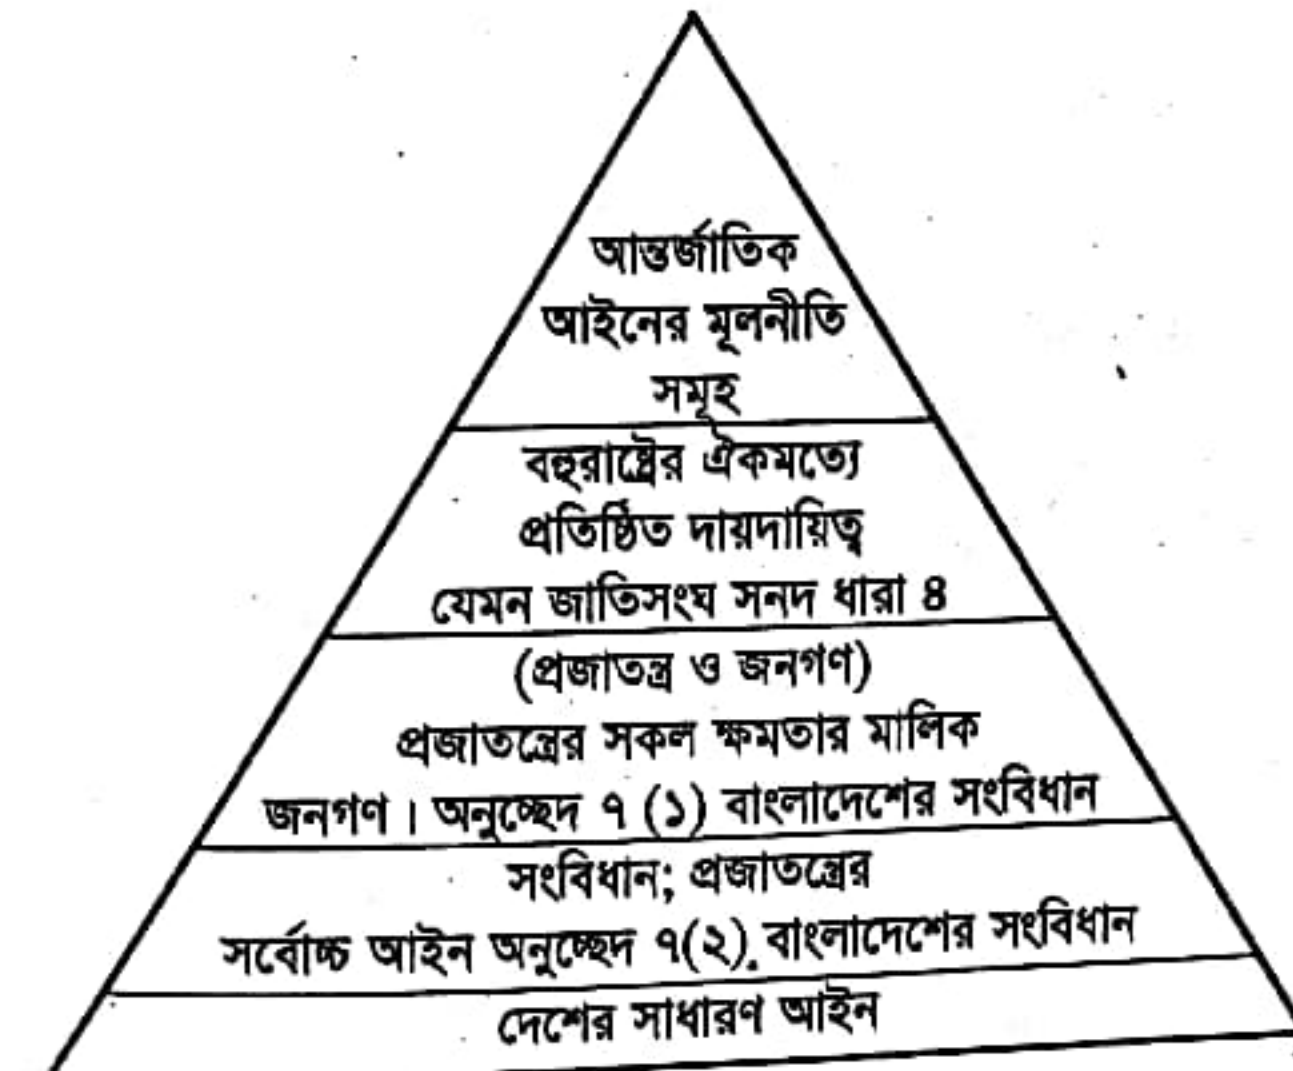 আন্তর্জাতিক
আইনের মূলনীতি
সমূহ
বহুরাষ্ট্রের ঐকমত্যে
প্রতিষ্ঠিত দায়দায়িত্ব
যেমন জাতিসংঘ সনদ ধারা ৪
(প্রজাতন্ত্র ও জনগণ)
প্রজাতন্ত্রের সকল ক্ষমতার মালিক
জনগণ। অনুচ্ছেদ ৭ (১) বাংলাদেশের সংবিধান
সংবিধান; প্রজাতন্ত্রের
সর্বোচ্চ আইন অনুচ্ছেদ ৭(২). বাংলাদেশের সংবিধান
দেশের সাধারণ আইন